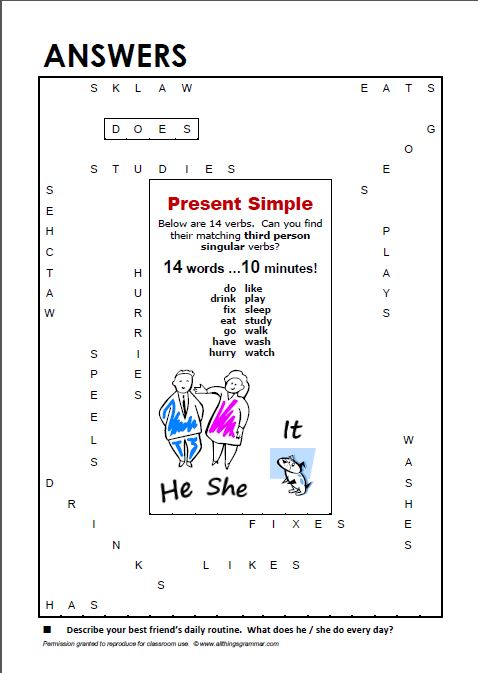 ANSWERS
S K L A W E A T S
D O E S G
O
S T U D I E S E
S S
E
H P
C L
T H A
A U Y
W R S
R
S I
P E
E S
E
L W
S A
D S
R H
I F I X E S E
N S
K L I K E S
S
H A S
Present Simple
Below are 14 verbs. Can you find
their matching third person
singular verbs?
14 words ...10 minutes!
do like
drink play
fix sleep
eat study
go walk
have wash
hurry watch
He She
It
Describe your best friend's daily routine. What does he / she do every day?
Permission granted to reproduce for classroom use. © www.allthingsgrammar.com